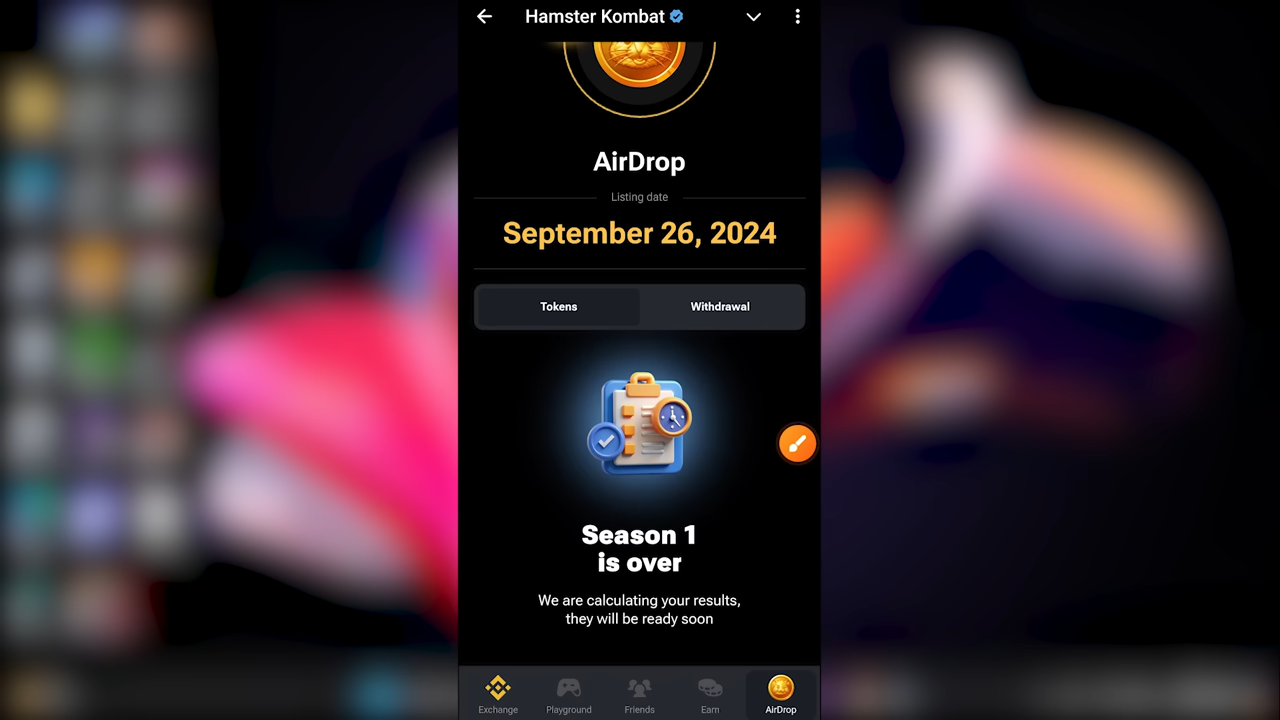 Hamster Kombat
AirDrop
Listing date
September 26, 2024
Tokens
Withdrawal
Season 1
is over
We are calculating your results,
they will be ready soon
Exchange
Playground
Friends
Earn
AirDrop